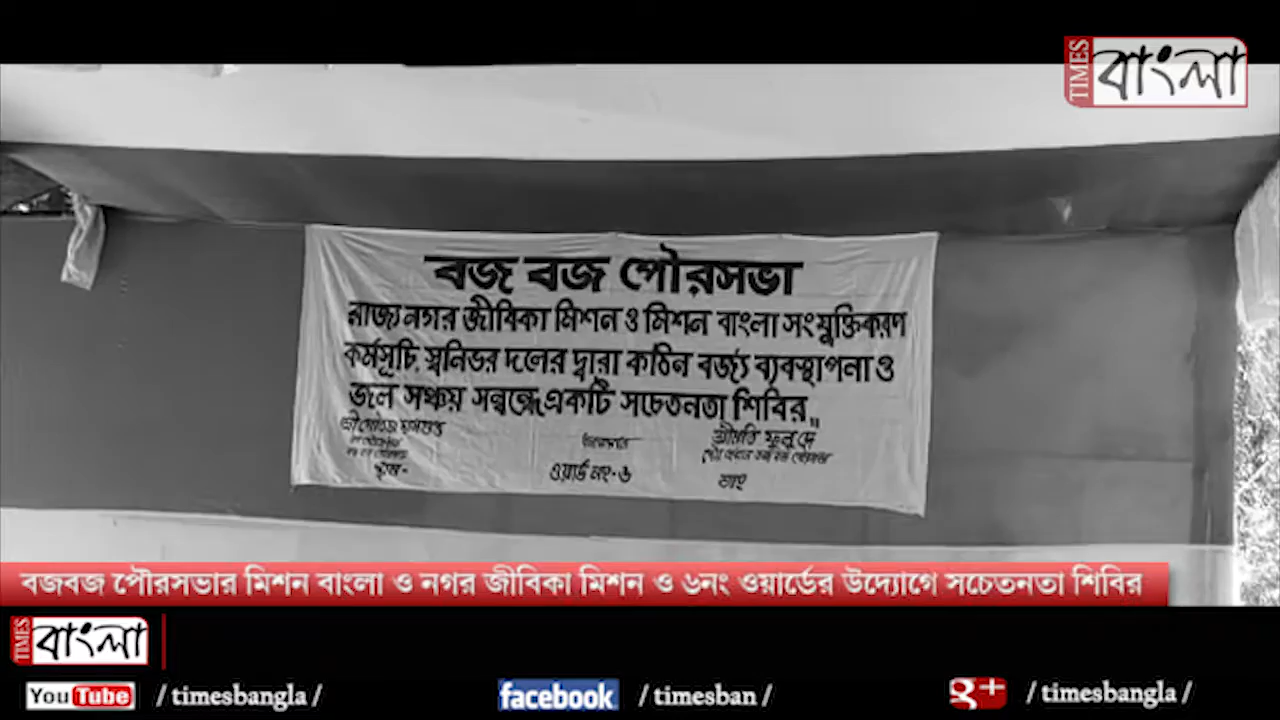 TIMES বাংলা
বজ বজ পৌরসভা
রাজ্য নগর জীবিকা মিশন ও মিশন বাংলা সংযুক্তিকরণ
কর্মসূচি, স্বনির্ভর দলের দ্বারা কঠিন বর্জ্য ব্যবস্থাপনা ও
জল সঞ্চয় সম্বন্ধে একটি সচেতনতা শিবির,,
শ্রীমতি ফুলু দে
ওয়ার্ড নং-৬
বজবজ পৌরসভার মিশন বাংলা ও নগর জীবিকা মিশন ও ৬নং ওয়ার্ডের উদ্যোগে সচেতনতা শিবির
TIMES বাংলা
YouTube / timesbangla / facebook / timesban / g+ / timesbangla /